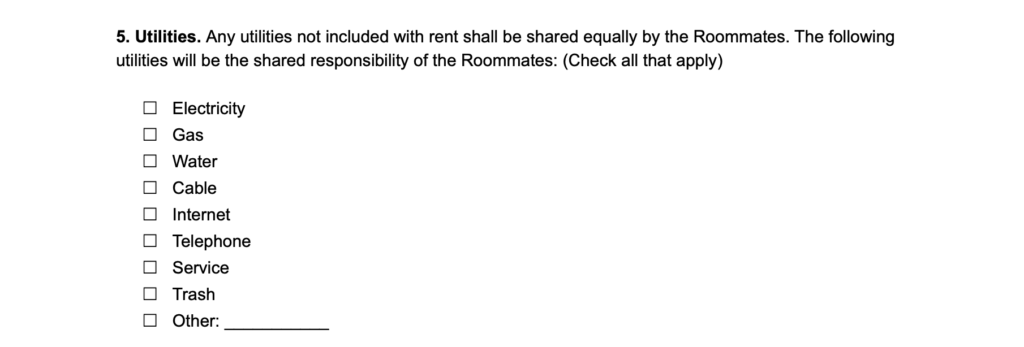 5. Utilities. Any utilities not included with rent shall be shared equally by the Roommates. The following
utilities will be the shared responsibility of the Roommates: (Check all that apply)
☐ Electricity
☐ Gas
☐ Water
☐ Cable
☐ Internet
☐ Telephone
☐ Service
☐ Trash
☐ Other: ____________